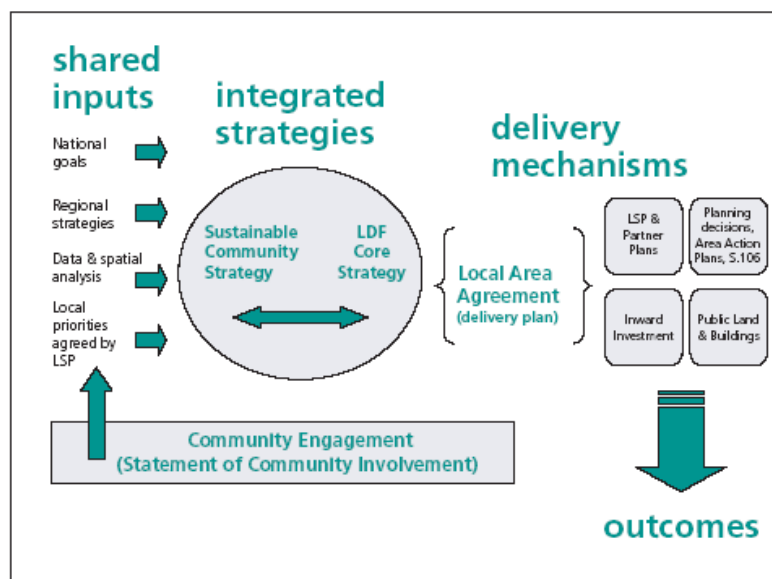 shared
inputs
integrated
strategies
delivery
mechanisms
National
goals
Regional
strategies
Data & spatial
analysis
Local
priorities
agreed by
LSP
Sustainable
Community
Strategy
LDF
Core
Strategy
Local Area
Agreement
(delivery plan)
LSP &
Partner
Plans
Planning
decisions,
Area Action
Plans, S.106
Inward
Investment
Public Land
& Buildings
Community Engagement
(Statement of Community Involvement)
outcomes